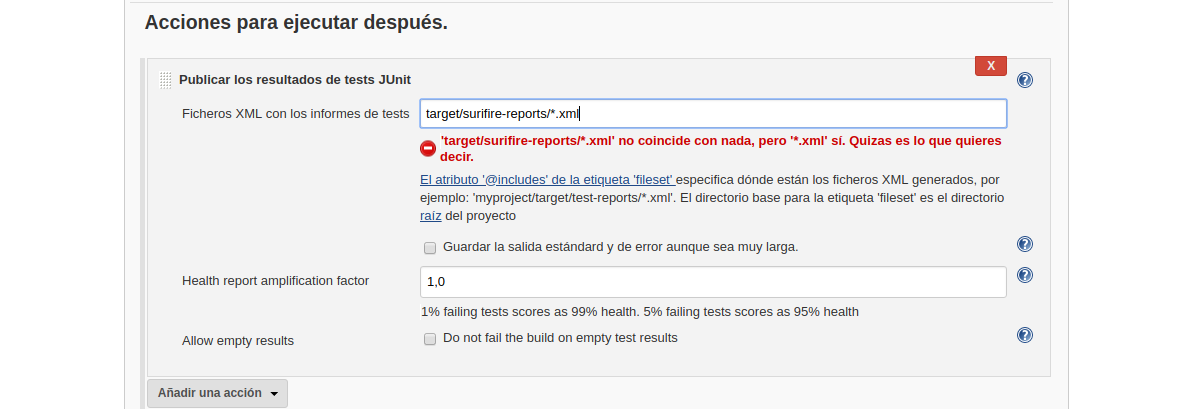 Acciones para ejecutar después.
X
Publicar los resultados de tests JUnit
Ficheros XML con los informes de tests
target/surifire-reports/*.xml
'target/surifire-reports/*.xml' no coincide con nada, pero '*.xml' sí. Quizas es lo que quieres
decir.
El atributo '@includes' de la etiqueta 'fileset' especifica dónde están los ficheros XML generados, por
ejemplo: 'myproject/target/test-reports/*.xml'. El directorio base para la etiqueta 'fileset' es el directorio
raíz del proyecto
Guardar la salida estándard y de error aunque sea muy larga.
Health report amplification factor
1,0
1% failing tests scores as 99% health. 5% failing tests scores as 95% health
Allow empty results
Do not fail the build on empty test results
Añadir una acción